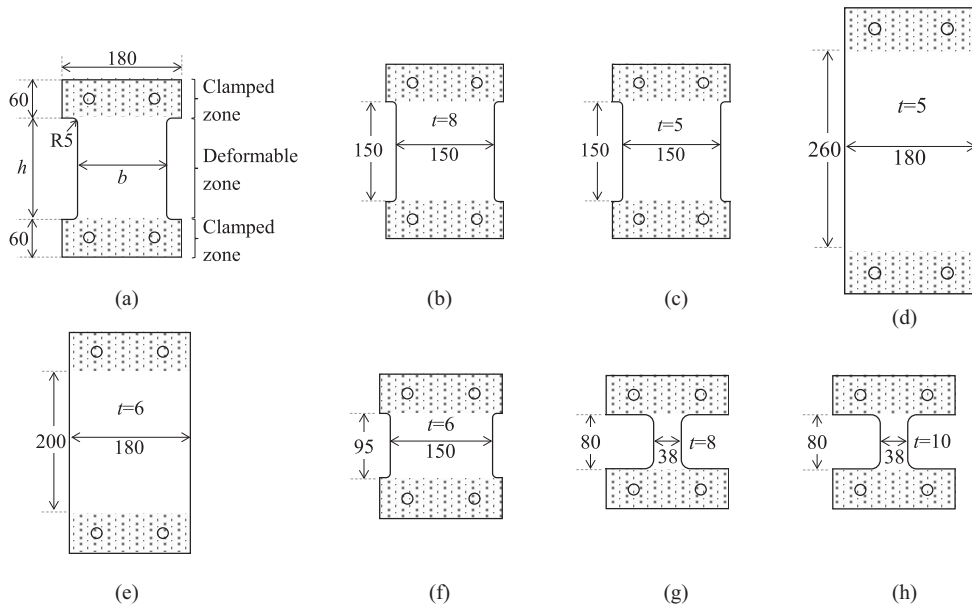 180
60
R5
h
b
60
Clamped
zone
Deformable
zone
Clamped
zone
(a)
t=8
150
150
(b)
t=5
150
150
(c)
t=5
260
180
(d)
t=6
200
180
(e)
t=6
95
150
(f)
80
38
t=8
(g)
80
38
t=10
(h)